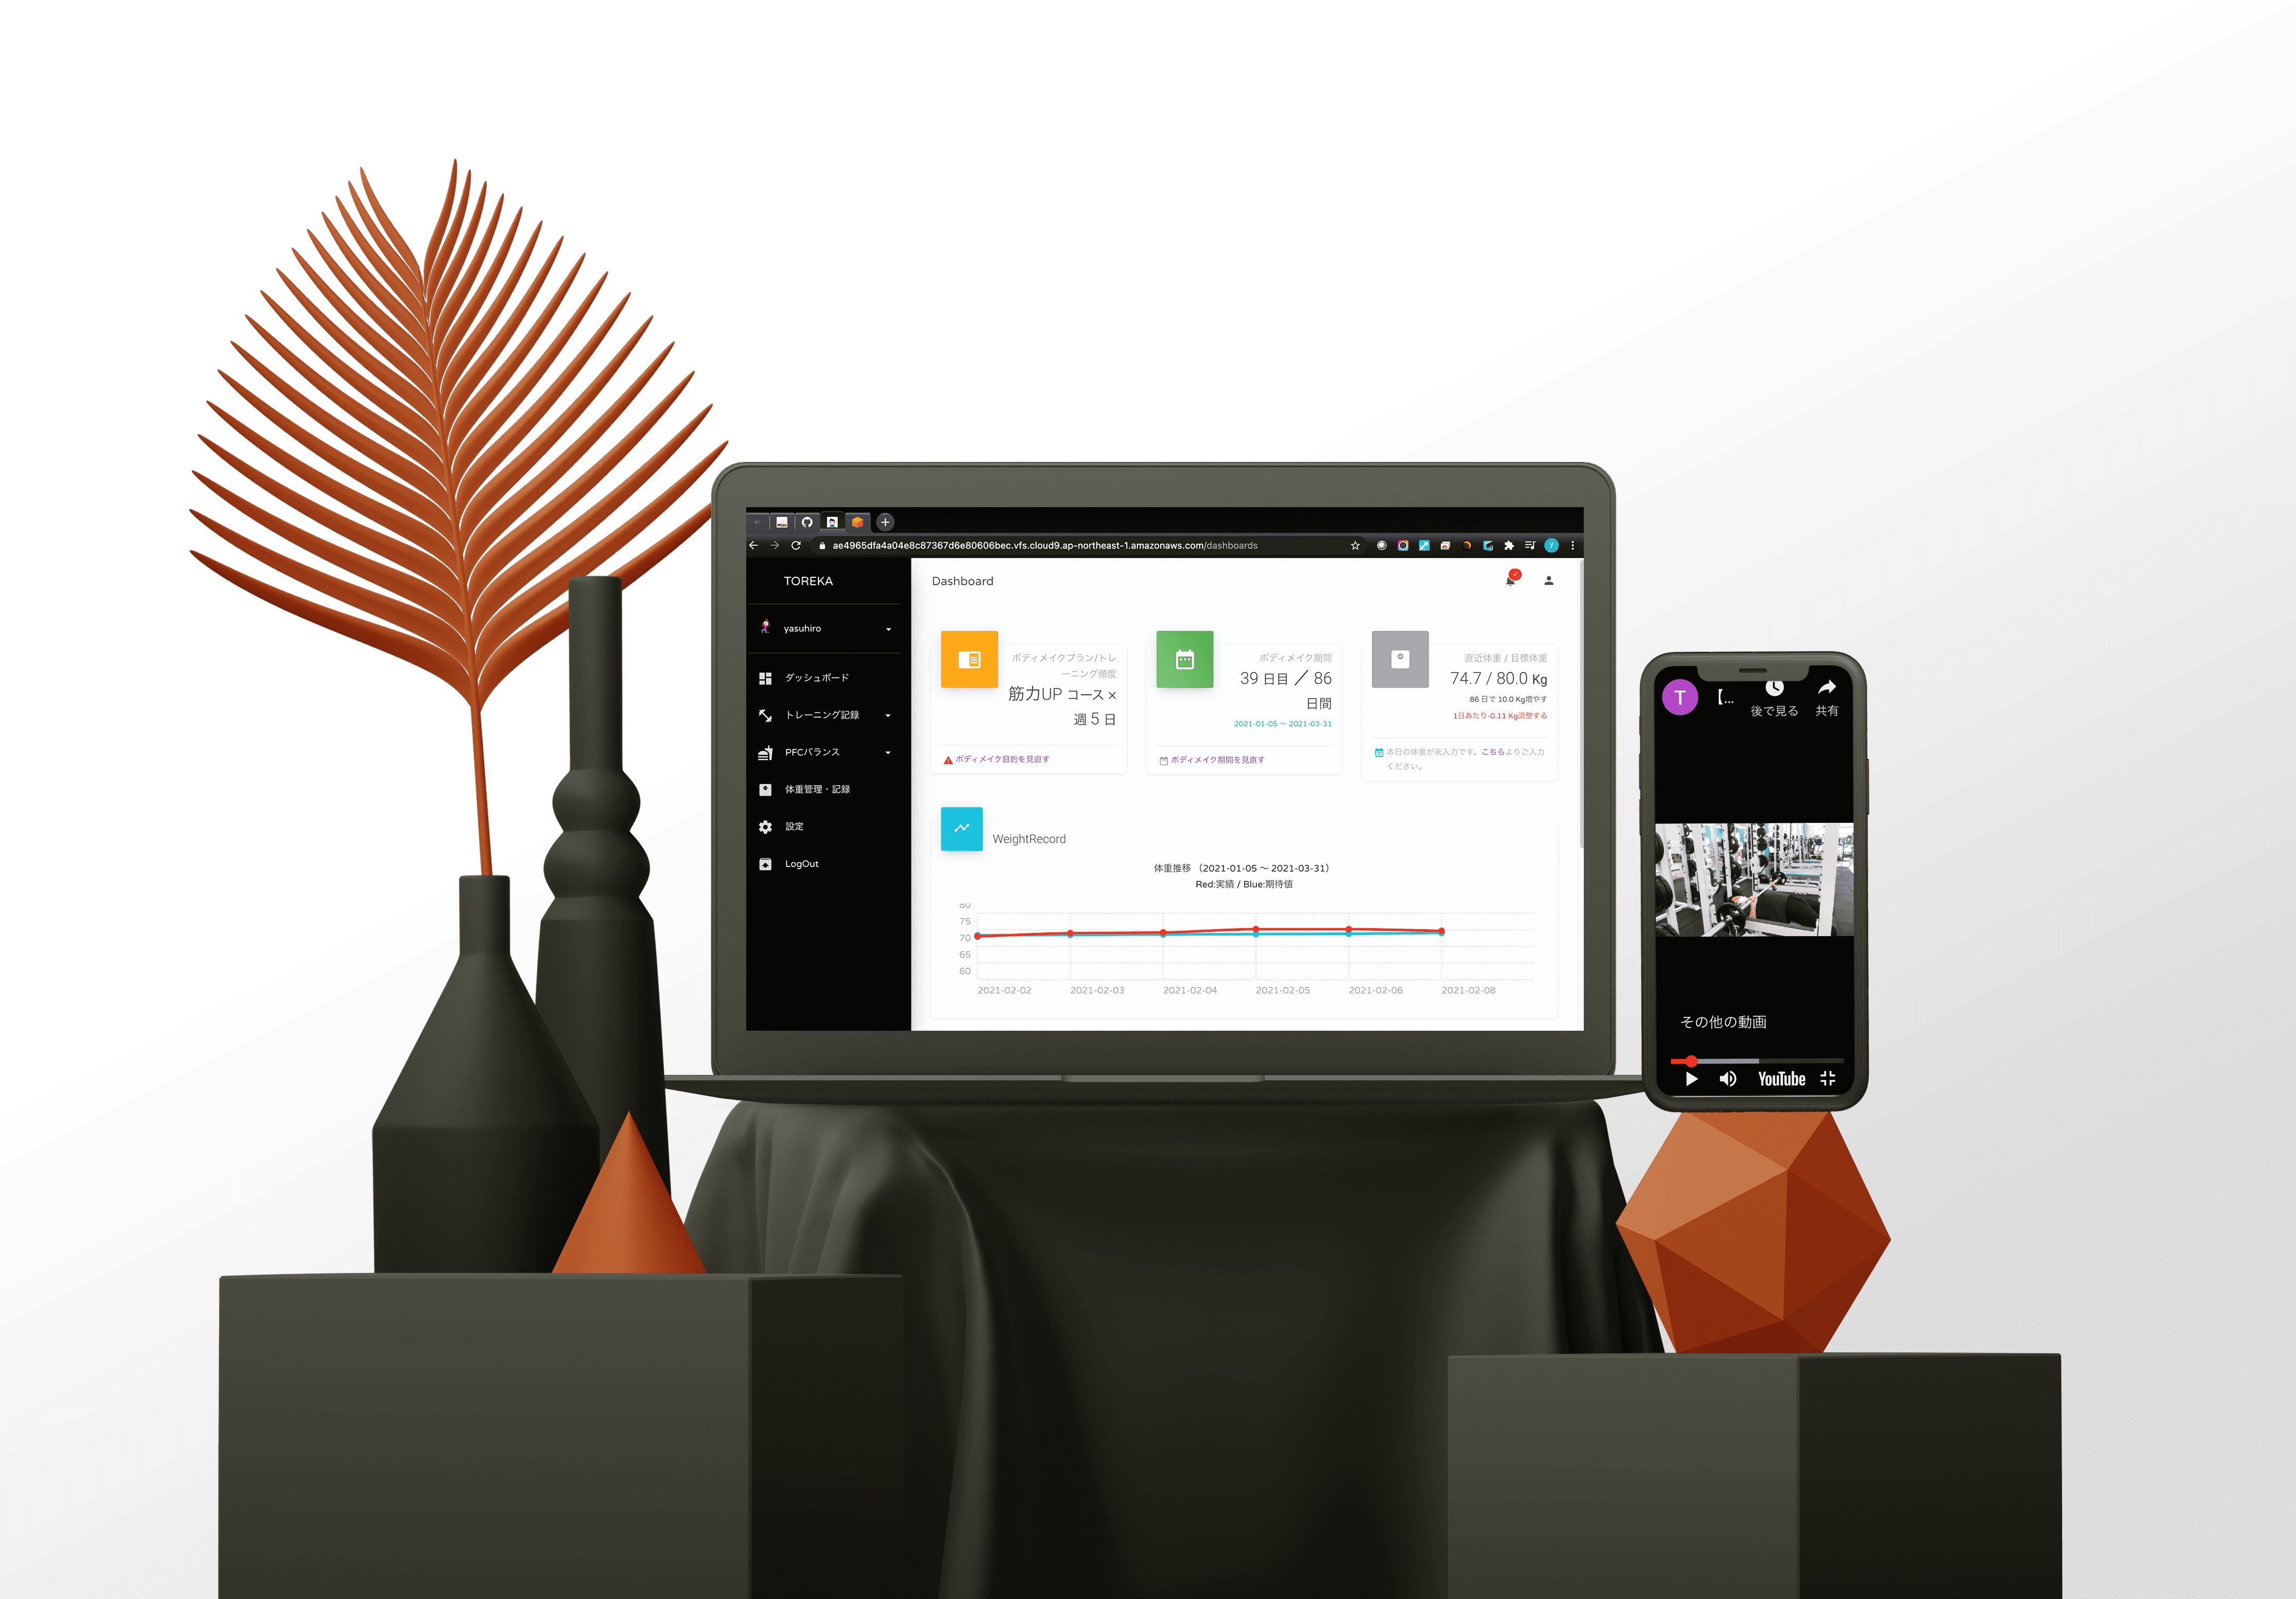 ae4965dfa4a04e8c87367d6e80606bec.vfs.cloud9.ap-northeast-1.amazonaws.com/dashboards
y
TOREKA
yasuhiro
ダッシュボード
トレーニング記録
PFCバランス
体重管理・記録
設定
LogOut
Dashboard
ボディメイクプラン/トレ
ーニング頻度
筋力UP コース ×
週 5 日
ボディメイク目的を見直す
ボディメイク期間
39 日目 ／ 86
日間
2021-01-05 〜 2021-03-31
ボディメイク期間を見直す
直近体重 / 目標体重
74.7 / 80.0 Kg
86 日で 10.0 Kg増やす
1日あたり-0.11 Kg調整する
本日の体重が未入力です。こちらよりご入力
ください。
WeightRecord
体重推移 （2021-01-05 〜 2021-03-31）
Red:実績 / Blue:期待値
80
75
70
65
60
2021-02-02 2021-02-03 2021-02-04 2021-02-05 2021-02-06 2021-02-08
T
【...
後で見る
共有
その他の動画
YouTube